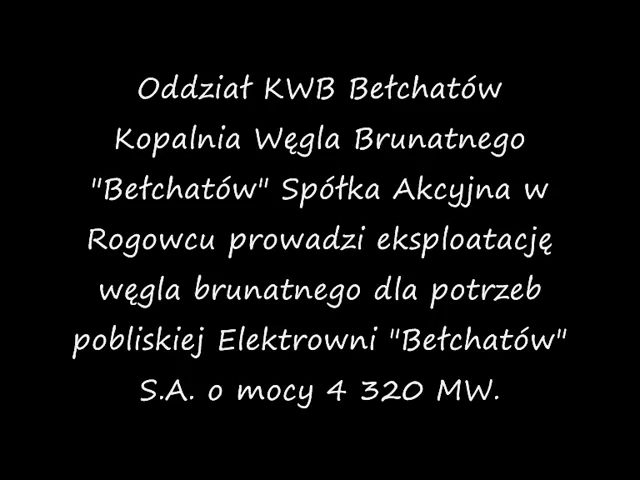 Oddział KWB Bełchatów
Kopalnia Węgla Brunatnego
"Bełchatów" Spółka Akcyjna w
Rogowcu prowadzi eksploatację
węgla brunatnego dla potrzeb
pobliskiej Elektrowni "Bełchatów"
S.A. o mocy 4 320 MW.